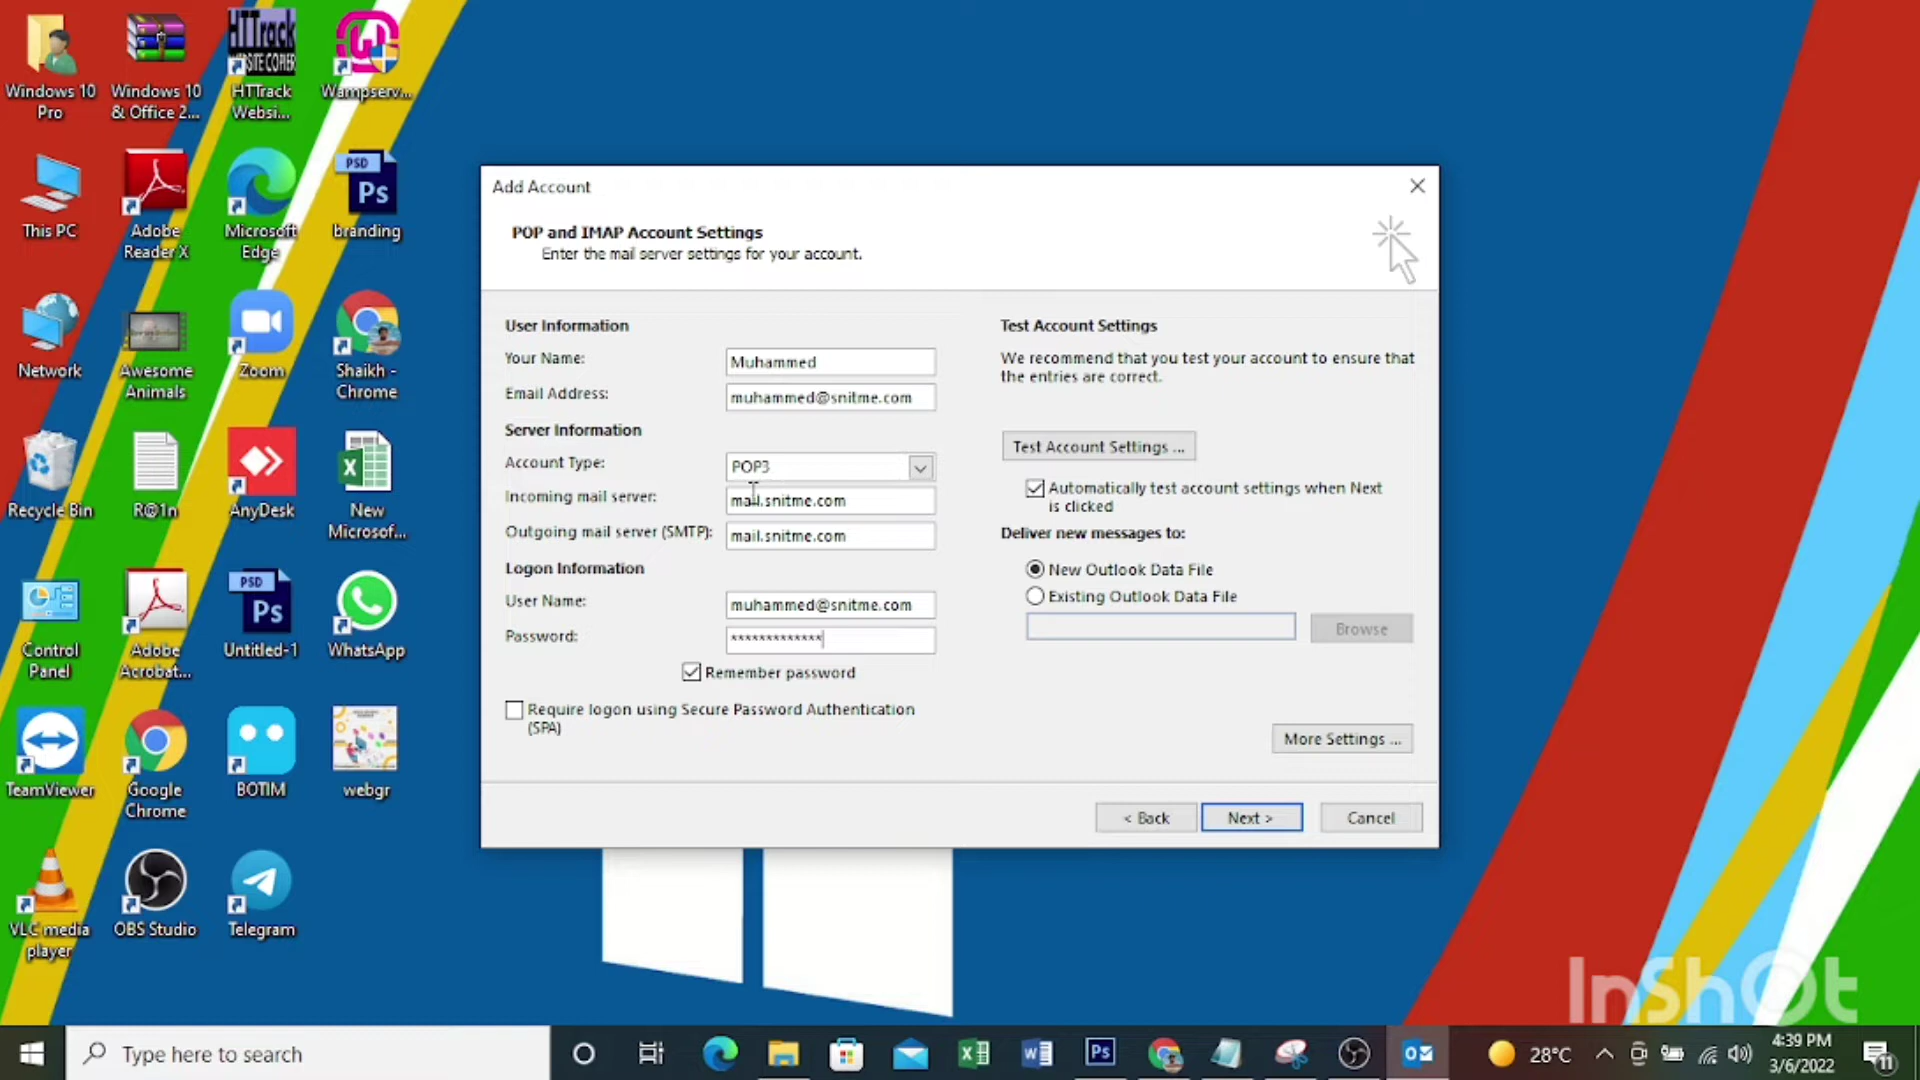 Windows 10
Pro
Windows 10
& Office 2...
HTTrack
WEBSITE COPIER
HTTrack
Websi...
Wampserv...
This PC
Adobe
Reader X
Microsoft
Edge
PSD
Ps
branding
Network
Awesome
Animals
Zoom
Shaikh -
Chrome
Recycle Bin
R@1n
AnyDesk
New
Microsof...
Control
Panel
Adobe
Acrobat...
PSD
Ps
Untitled-1
WhatsApp
TeamViewer
Google
Chrome
BOTIM
webgr
VLC media
player
OBS Studio
Telegram
Add Account
POP and IMAP Account Settings
Enter the mail server settings for your account.
User Information
Your Name:
Muhammed
Email Address:
muhammed@snitme.com
Server Information
Account Type:
POP3
Incoming mail server:
mail.snitme.com
Outgoing mail server (SMTP):
mail.snitme.com
Logon Information
User Name:
muhammed@snitme.com
Password:
*************
Remember password
Require logon using Secure Password Authentication
(SPA)
Test Account Settings
We recommend that you test your account to ensure that
the entries are correct.
Test Account Settings ...
Automatically test account settings when Next
is clicked
Deliver new messages to:
New Outlook Data File
Existing Outlook Data File
Browse
More Settings ...
< Back
Next >
Cancel
InShOt
Type here to search
28°C
4:39 PM
3/6/2022
11